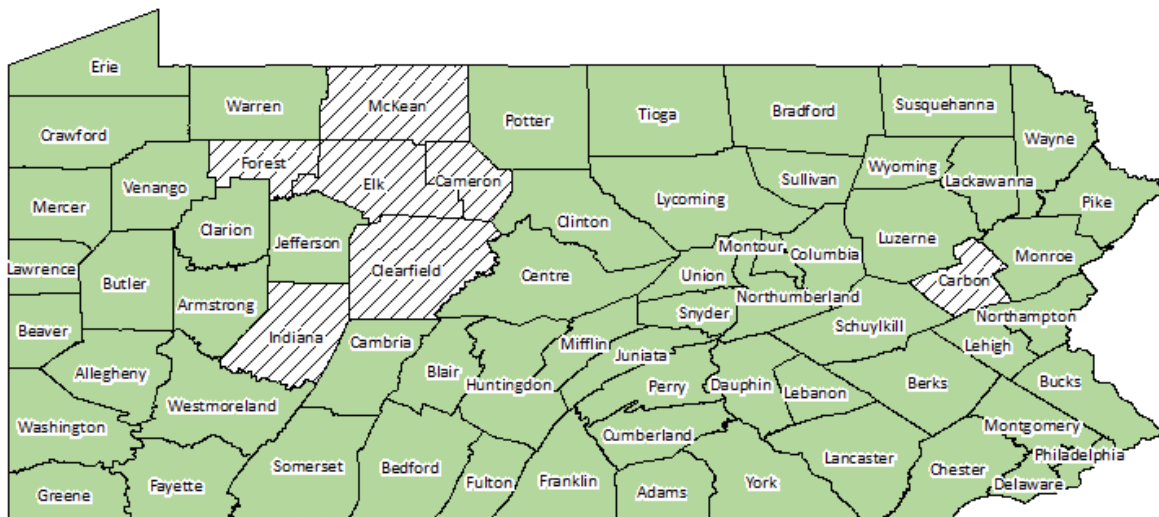 Erie
Warren
McKean
Potter
Tioga
Bradford
Susquehanna
Wayne
Crawford
Forest
Elk
Cameron
Wyoming
Lackawanna
Sullivan
Venango
Lycoming
Pike
Mercer
Clarion
Jefferson
Clinton
Luzerne
Montour
Columbia
Monroe
Lawrence
Clearfield
Centre
Union
Carbon
Butler
Armstrong
Northumberland
Snyder
Northampton
Beaver
Indiana
Cambria
Mifflin
Schuylkill
Lehigh
Juniata
Allegheny
Blair
Huntingdon
Perry
Dauphin
Lebanon
Berks
Bucks
Westmoreland
Washington
Cumberland
Montgomery
Philadelphia
Somerset
Bedford
Lancaster
Chester
Greene
Fayette
Fulton
Franklin
Adams
York
Delaware